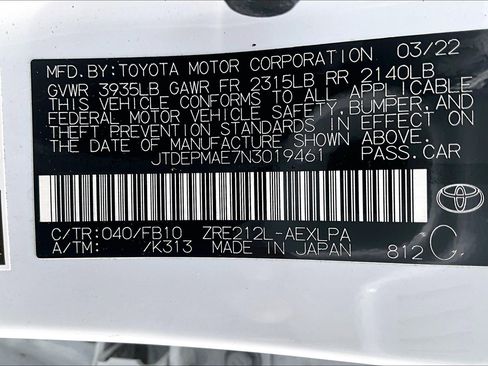 MFD.BY:TOYOTA MOTOR CORPORATION 03/22
GVWR 3935LB GAWR FR 2315LB RR 2140LB
THIS VEHICLE CONFORMS TO ALL APPLICABLE
FEDERAL MOTOR VEHICLE SAFETY, BUMPER, AND
THEFT PREVENTION STANDARDS IN EFFECT ON
THE DATE OF MANUFACTURE SHOWN ABOVE.
JTDEPMAE7N3019461 PASS.CAR
C/TR:040/FB10 ZRE212L-AEXLPA
A/TM: /K313 MADE IN JAPAN 812 C